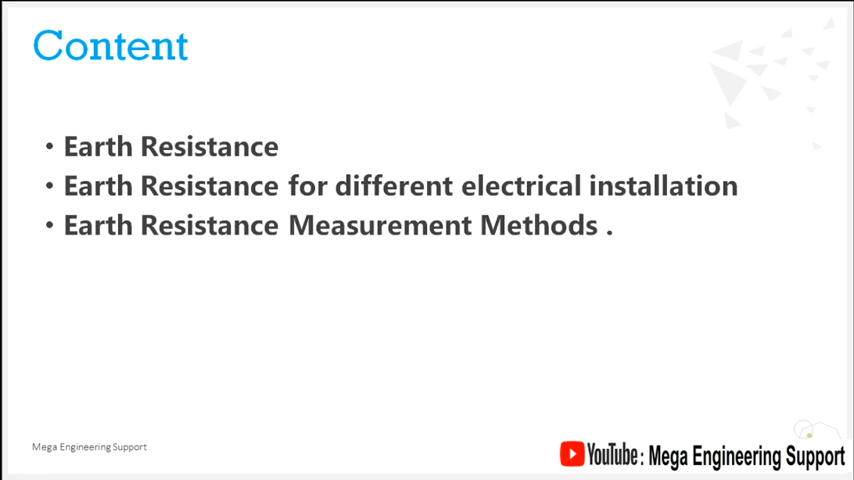 Content
• Earth Resistance
• Earth Resistance for different electrical installation
• Earth Resistance Measurement Methods .
Mega Engineering Support
YouTube : Mega Engineering Support